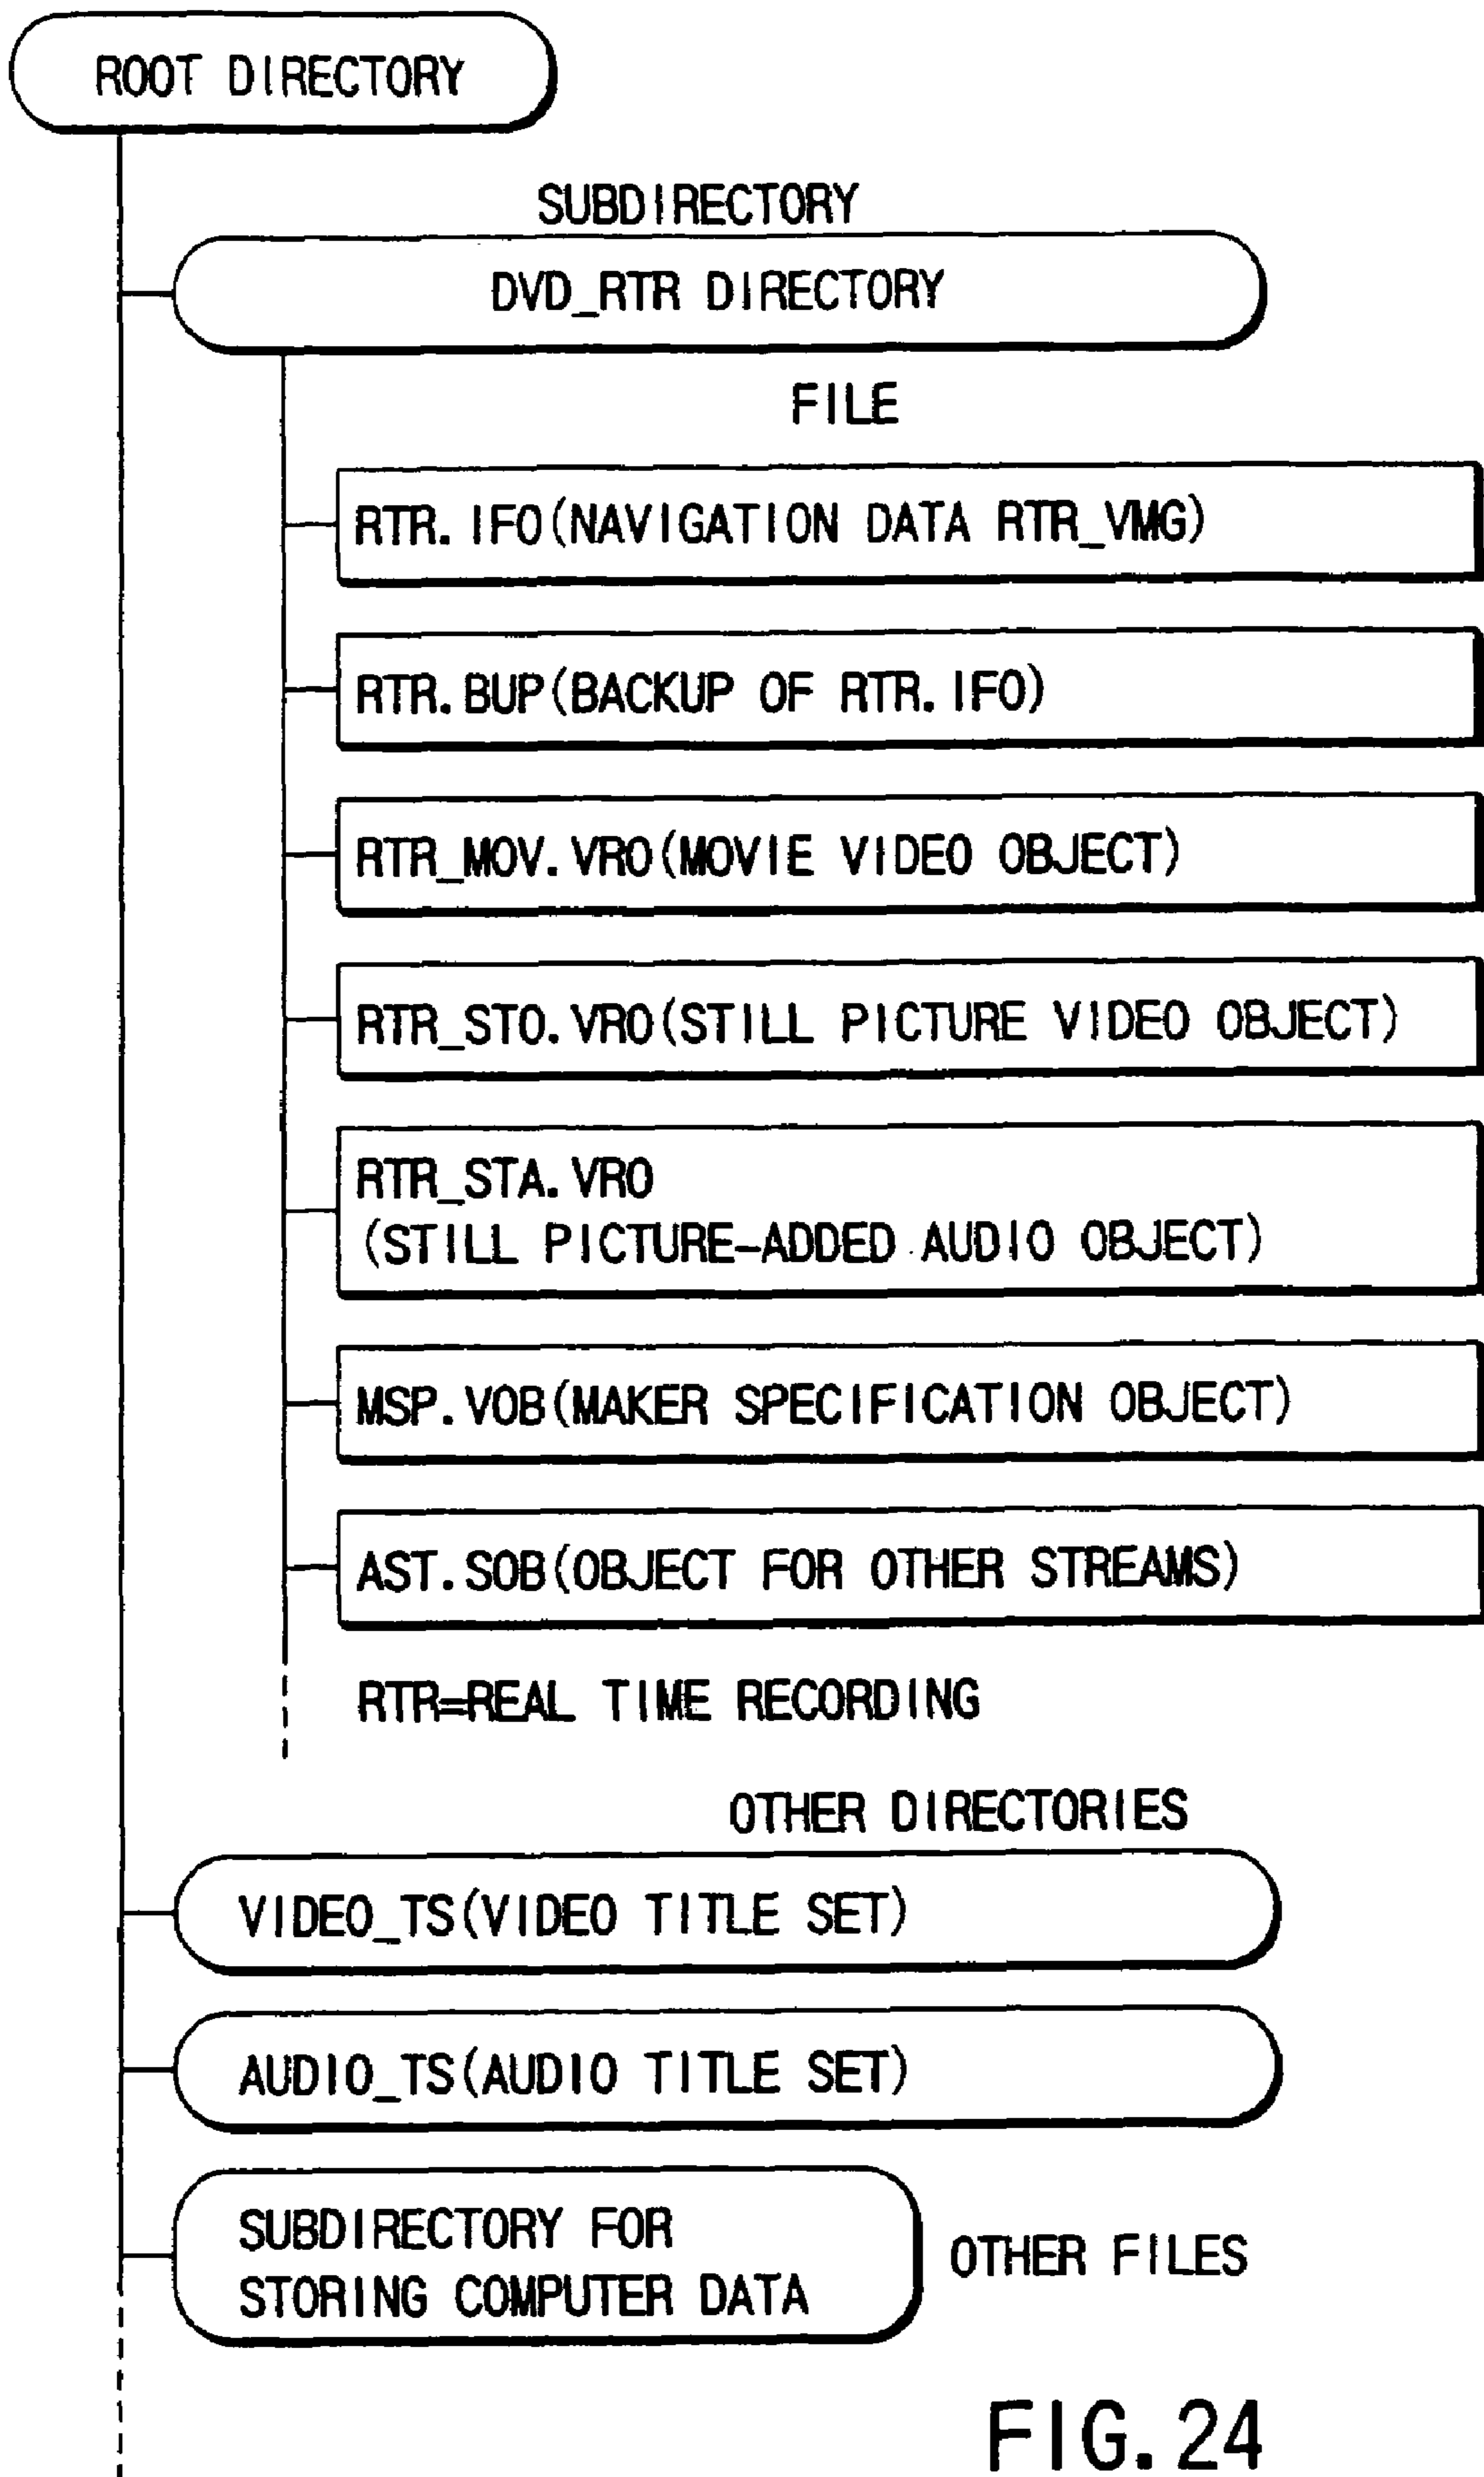 ROOT DIRECTORY
SUBDIRECTORY
DVD_RTR DIRECTORY
FILE
RTR.IFO(NAVIGATION DATA RTR_VMG)
RTR.BUP(BACKUP OF RTR.IFO)
RTR_MOV.VRO(MOVIE VIDEO OBJECT)
RTR_STO.VRO(STILL PICTURE VIDEO OBJECT)
RTR_STA.VRO
(STILL PICTURE-ADDED AUDIO OBJECT)
MSP.VOB(MAKER SPECIFICATION OBJECT)
AST.SOB(OBJECT FOR OTHER STREAMS)
RTR=REAL TIME RECORDING
OTHER DIRECTORIES
VIDEO_TS(VIDEO TITLE SET)
AUDIO_TS(AUDIO TITLE SET)
SUBDIRECTORY FOR
STORING COMPUTER DATA
OTHER FILES
FIG.24